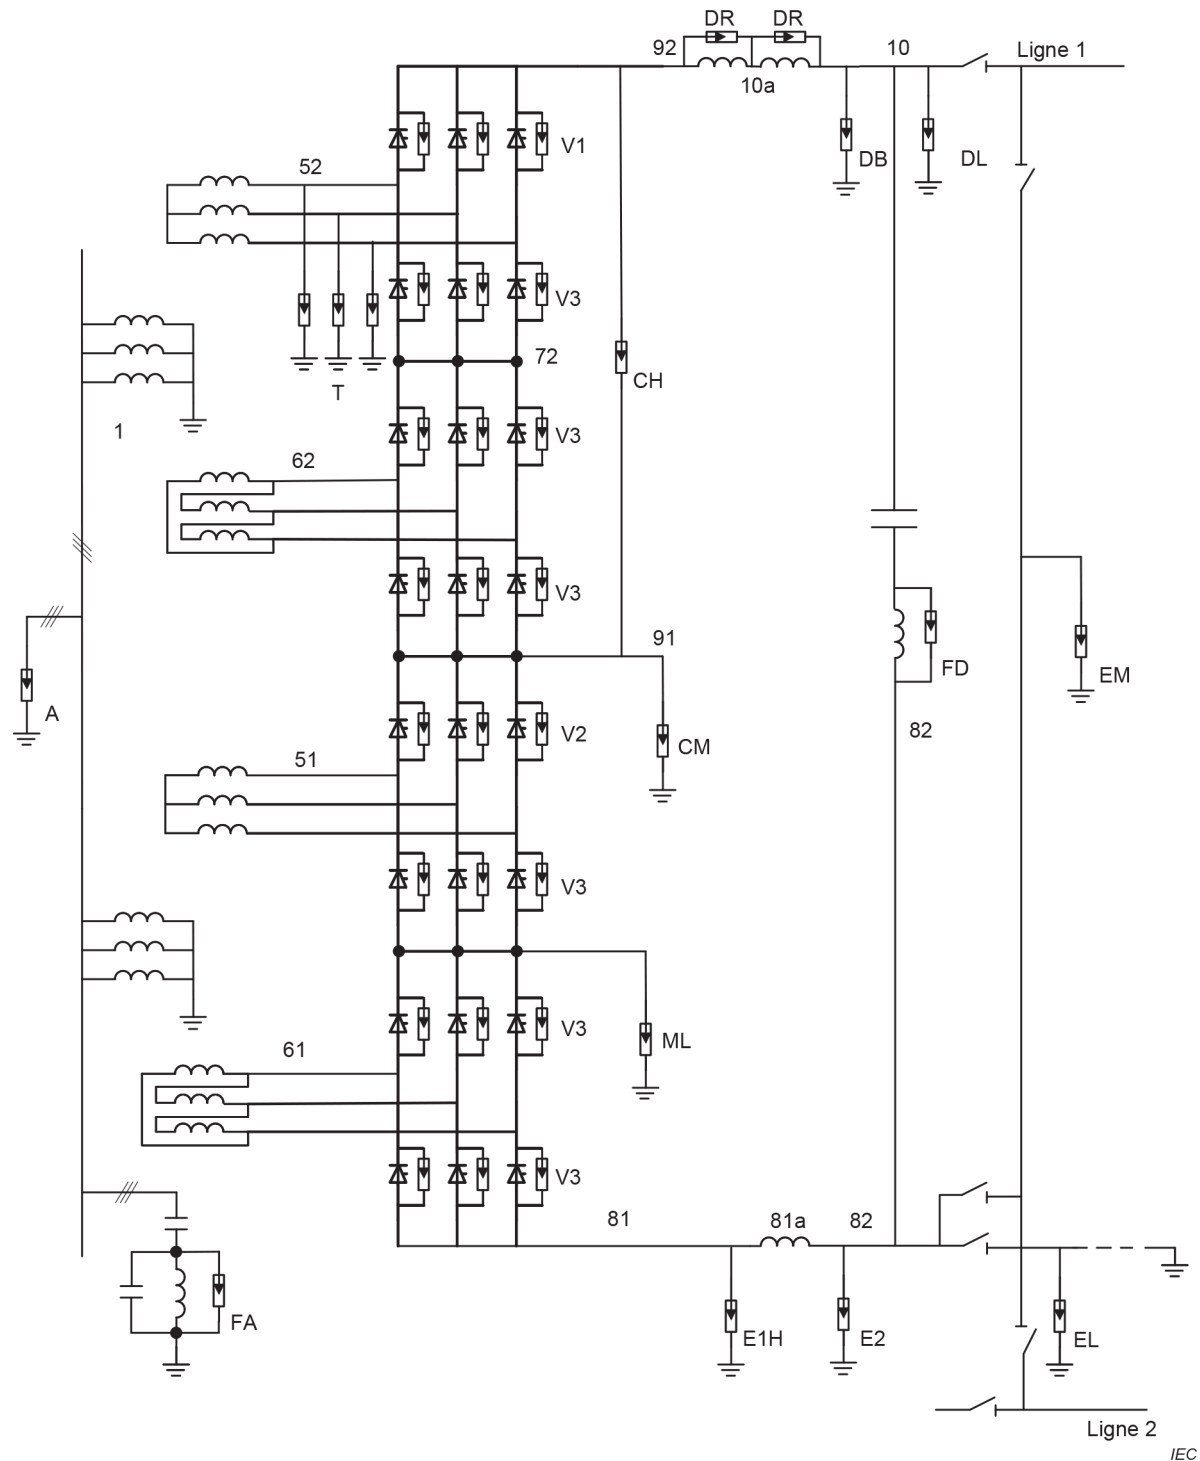 DR DR
92 10 Ligne 1
10a
V1
DB DL
52
V3
72
CH
T
1
V3
62
V3
91
FD EM
A
82
V2
CM
51
V3
ML
V3
61
V3
81 81a 82
FA
E1H E2 EL
Ligne 2
IEC